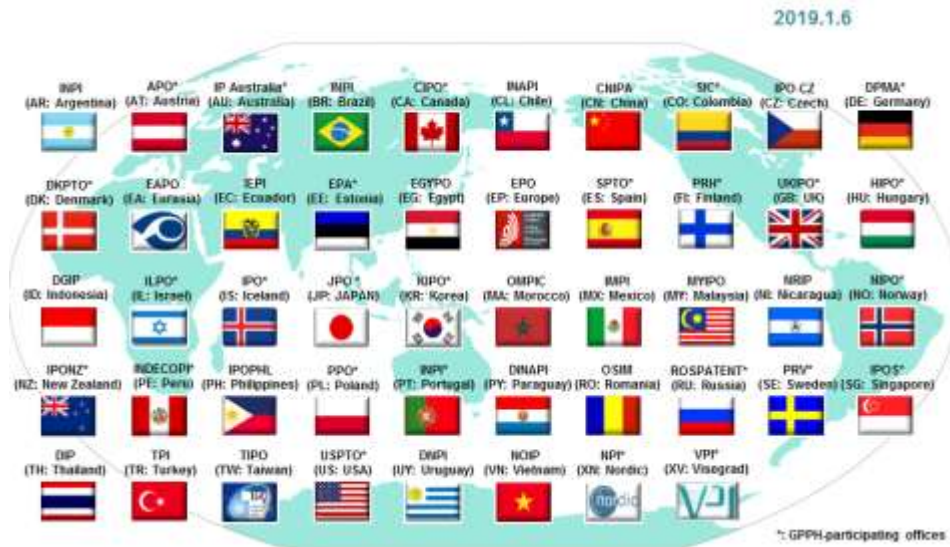 2019.1.6
INPI APO* IP Australia* INPI CIPO* INAPI CNIPA SIC* IPO CZ DPMA*
(AR: Argentina) (AT: Austria) (AU: Australia) (BR: Brazil) (CA: Canada) (CL: Chile) (CN: China) (CO: Colombia) (CZ: Czech) (DE: Germany)
DKPTO* EAPO IEPI EPA* EGYPO EPO SPTO* PRH* UKIPO* HIPO*
(DK: Denmark) (EA: Eurasia) (EC: Ecuador) (EE: Estonia) (EG: Egypt) (EP: Europe) (ES: Spain) (FI: Finland) (GB: UK) (HU: Hungary)
DGIP ILPO* IPO* JPO* KIPO* OMPIC IMPI MYIPO NRIP NIPO*
(ID: Indonesia) (IL: Israel) (IS: Iceland) (JP: JAPAN) (KR: Korea) (MA: Morocco) (MX: Mexico) (MY: Malaysia) (NI: Nicaragua) (NO: Norway)
IPONZ* INDECOPI* IPOPHL PPO* INPI* DINAPI OSIM ROSPATENT* PRV* IPOS*
(NZ: New Zealand) (PE: Peru) (PH: Philippines) (PL: Poland) (PT: Portugal) (PY: Paraguay) (RO: Romania) (RU: Russia) (SE: Sweden) (SG: Singapore)
DIP TPI TIPO USPTO* DNPI NOIP NPI* VPI*
(TH: Thailand) (TR: Turkey) (TW: Taiwan) (US: USA) (UY: Uruguay) (VN: Vietnam) (XN: Nordic) (XV: Visegrad)
nordic VPI
*: GPPH-participating offices